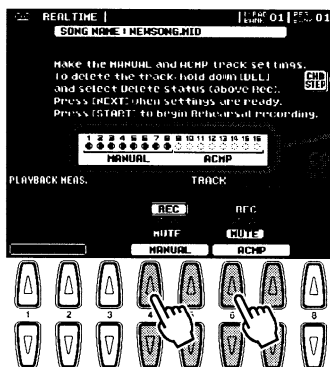 REALTIME
01 01
SONG NAME : NEWSONG.MID
Make the MANUAL and ACMP track settings.
To delete the track, hold down [DEL]
and select Delete status (above Rec).
Press [NEXT] when settings are ready.
Press [START] to begin Rehearsal recording.
STEP
1 2 3 4 5 6 7 8 9 10 11 12 13 14 15 16
MANUAL ACMP
PLAYBACK MEAS. TRACK
REC REC
MUTE MUTE
MANUAL ACMP
1 2 3 4 6 8